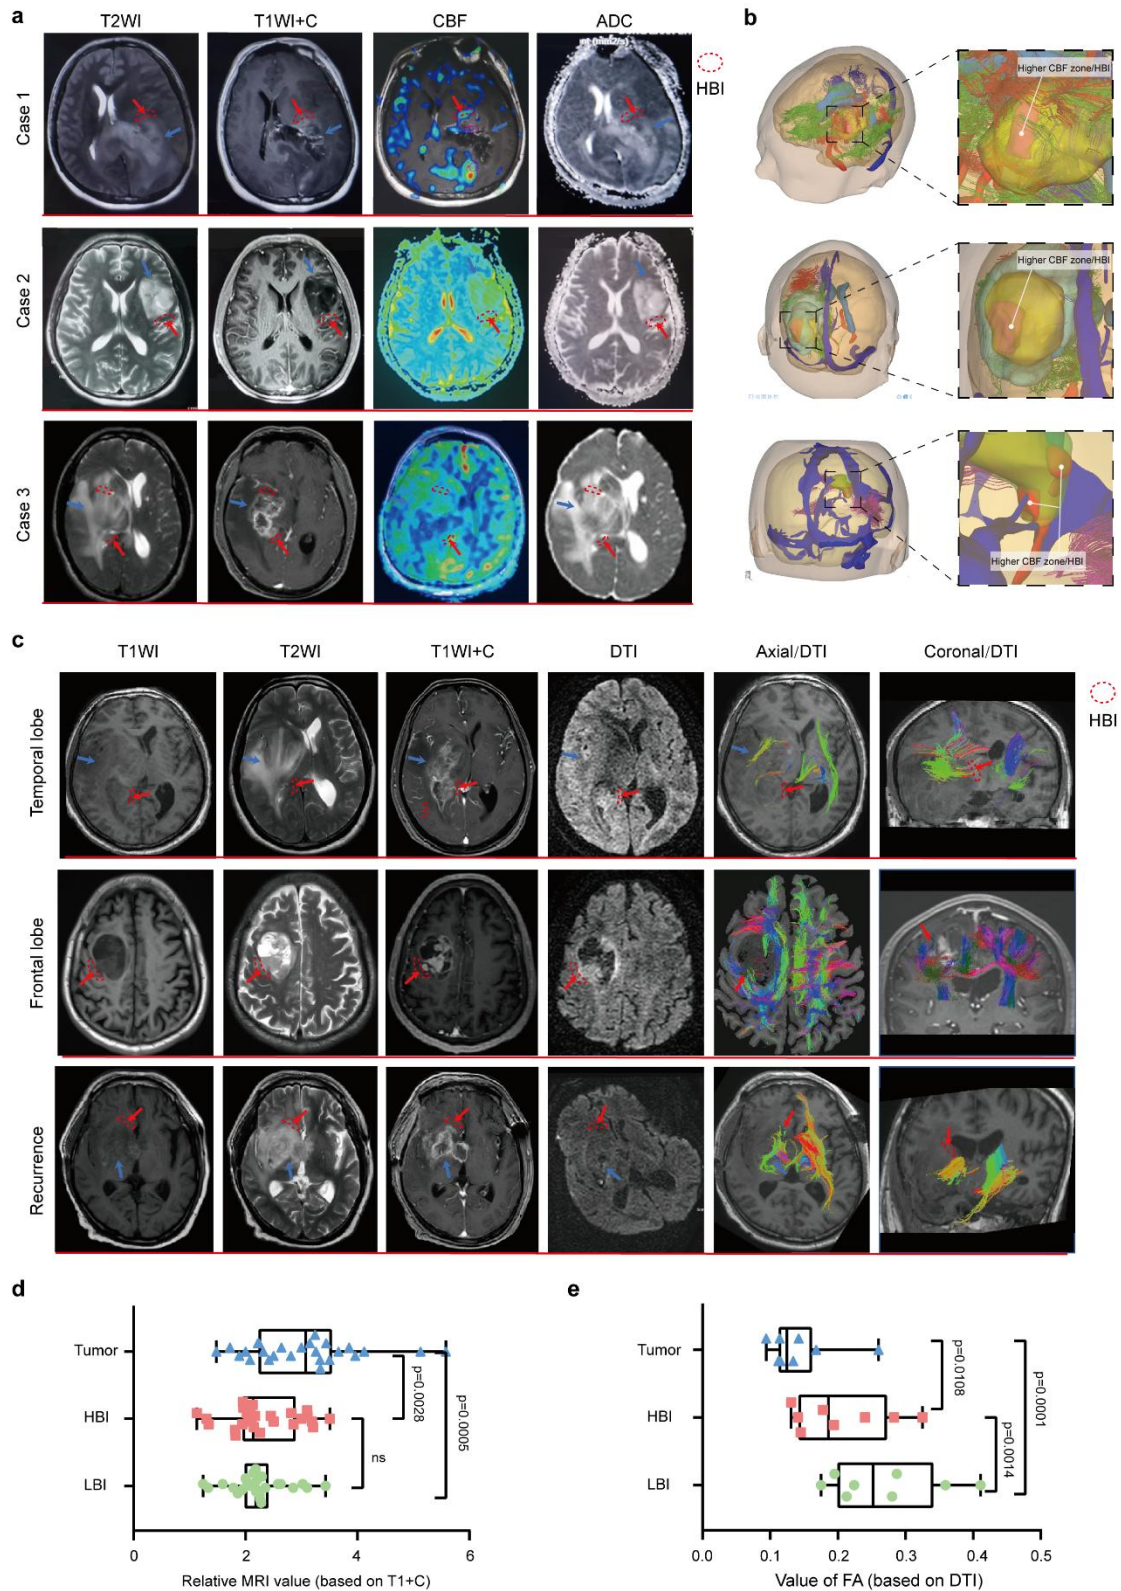 a
T2WI T1WI+C CBF ADC
HBI
Case 1
Case 2
Case 3
b
Higher CBF zone/HBI
Higher CBF zone/HBI
Higher CBF zone/HBI
c
T1WI T2WI T1WI+C DTI Axial/DTI Coronal/DTI
HBI
Temporal lobe
Frontal lobe
Recurrence
d
Tumor
HBI
LBI
p=0.0028
ns
p=0.0005
0 2 4 6
Relative MRI value (based on T1+C)
e
Tumor
HBI
LBI
p=0.0108
p=0.0014
p=0.0001
0.0 0.1 0.2 0.3 0.4 0.5
Value of FA (based on DTI)